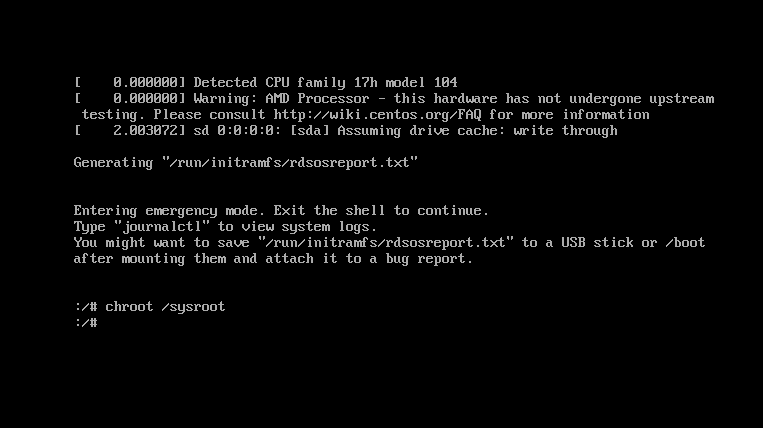 [    0.000000] Detected CPU family 17h model 104
[    0.000000] Warning: AMD Processor - this hardware has not undergone upstream
 testing. Please consult http://wiki.centos.org/FAQ for more information
[    2.003072] sd 0:0:0:0: [sda] Assuming drive cache: write through
Generating "/run/initramfs/rdsosreport.txt"
Entering emergency mode. Exit the shell to continue.
Type "journalctl" to view system logs.
You might want to save "/run/initramfs/rdsosreport.txt" to a USB stick or /boot
after mounting them and attach it to a bug report.
:/# chroot /sysroot
:/#